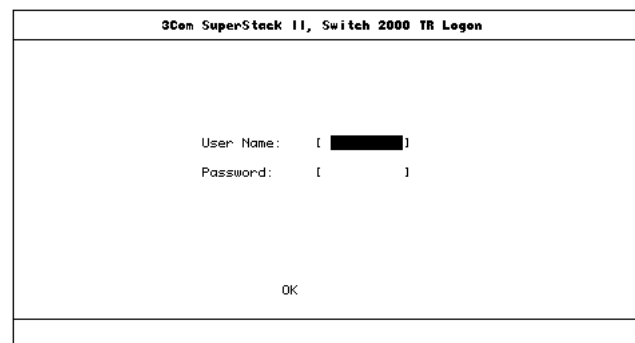 3Com SuperStack II, Switch 2000 TR Logon
User Name: [ ]
Password: [ ]
OK